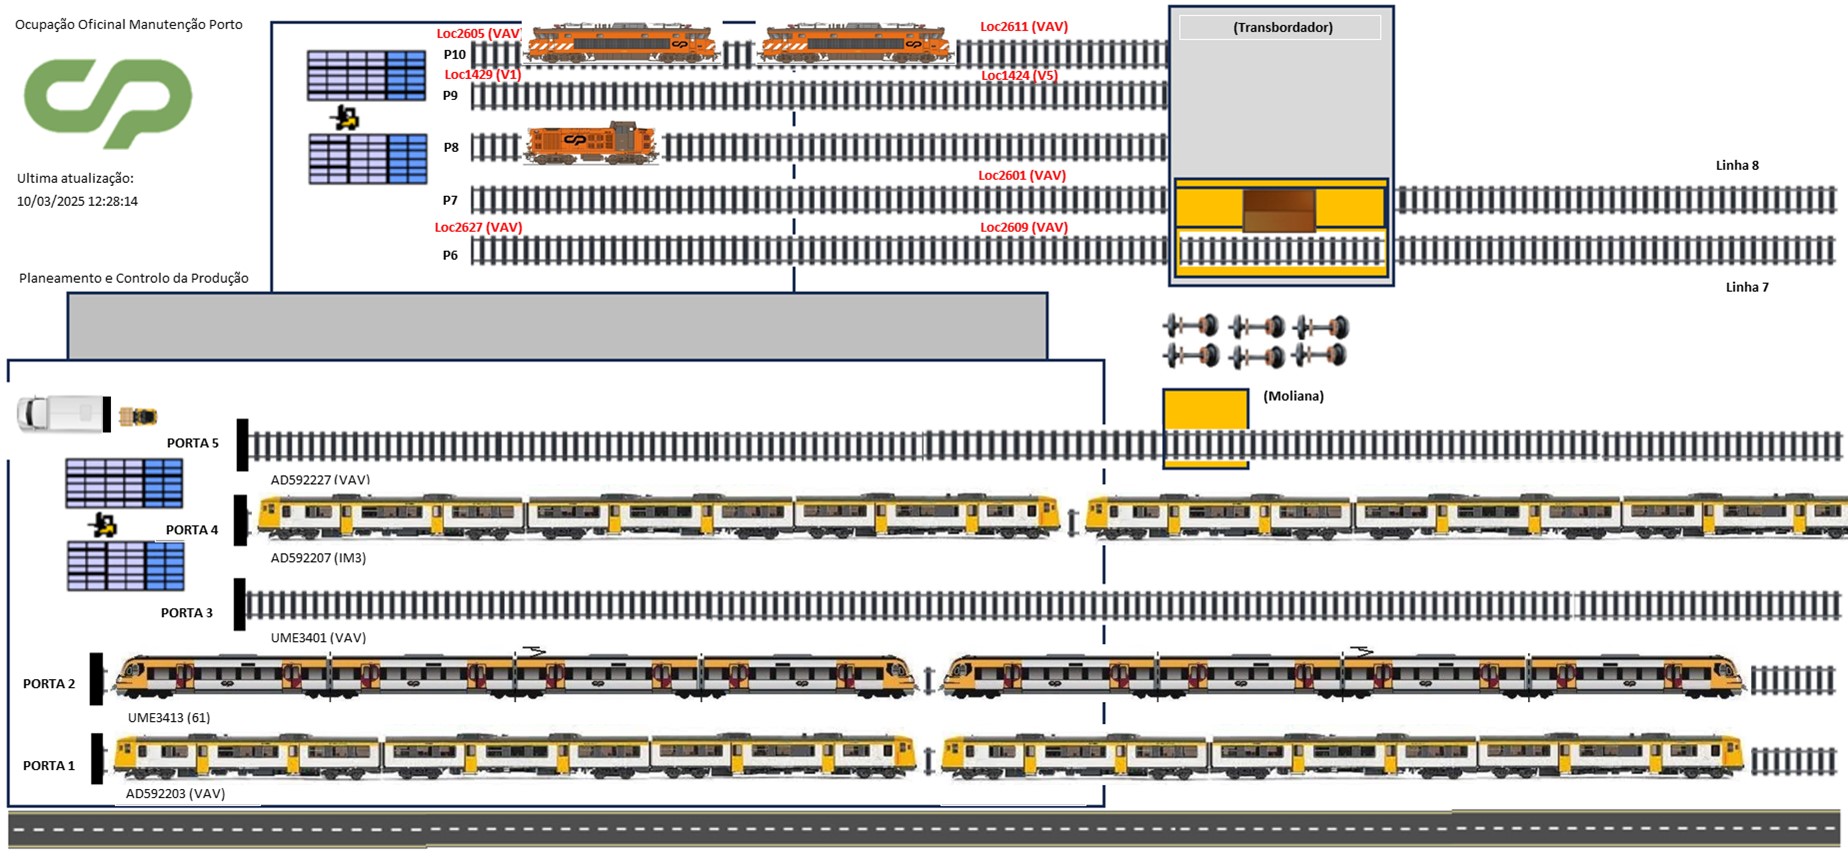 Ocupação Oficinal Manutenção Porto
Ultima atualização:
10/03/2025 12:28:14
Planeamento e Controlo da Produção
Loc2605 (VAV)
Loc2611 (VAV)
P10
Loc1429 (V1)
Loc1424 (V5)
P9
P8
Loc2601 (VAV)
P7
Loc2627 (VAV)
Loc2609 (VAV)
P6
(Transbordador)
Linha 8
Linha 7
(Moliana)
PORTA 5
AD592227 (VAV)
PORTA 4
AD592207 (IM3)
PORTA 3
UME3401 (VAV)
PORTA 2
UME3413 (61)
PORTA 1
AD592203 (VAV)